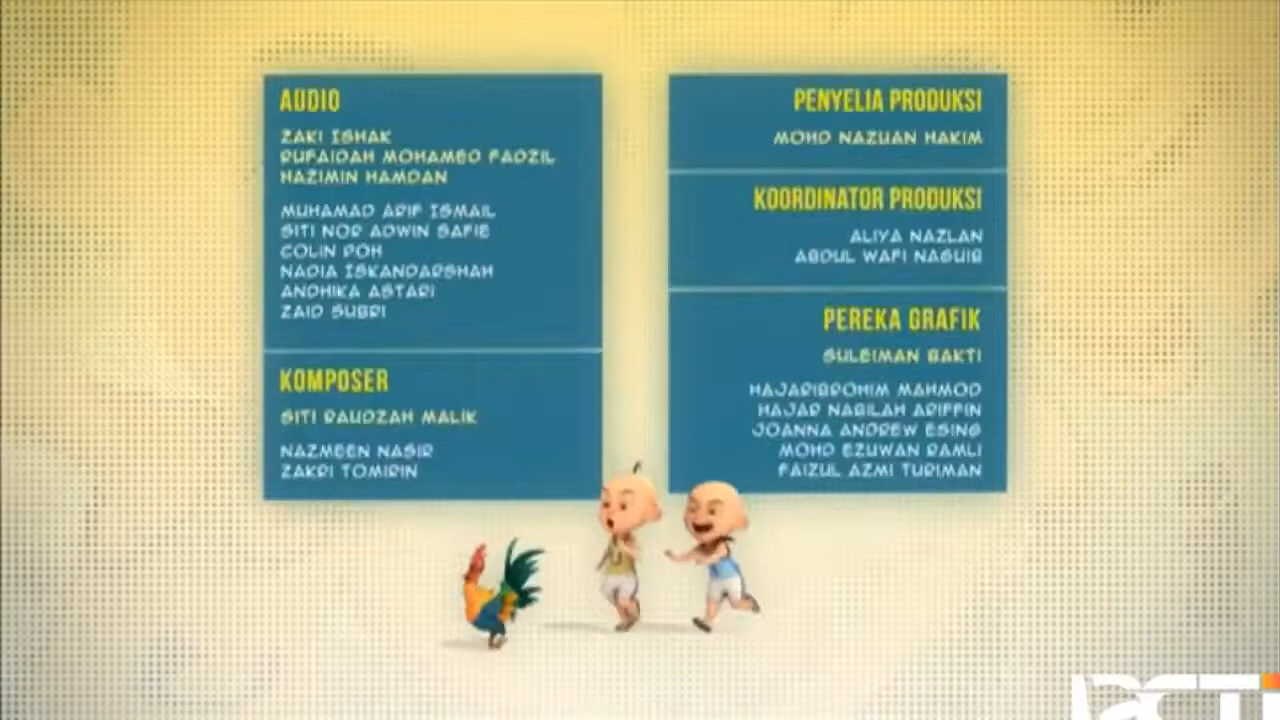 AUDIO
ZAKI ISHAK
RUFAIDAH MOHAMED FADZIL
NAZIMIN HAMDAN
MUHAMAD ARIF ISMAIL
SITI NOR ADWIN SAFIE
COLIN POH
NADIA ISKANDARSHAH
ANDHIKA ASTARI
ZAID SUBRI
KOMPOSER
SITI RAUDZAH MALIK
NAZMEEN NASIR
ZAKRI TOMIRIN
PENYELIA PRODUKSI
MOHD NAZUAN HAKIM
KOORDINATOR PRODUKSI
ALIYA NAZLAN
ABDUL WAFI NAGUIB
PEREKA GRAFIK
SULEIMAN BAKTI
HAJARIBROHIM MAHMOD
HAJAR NABILAH ARIFFIN
JOANNA ANDREW ESING
MOHD EZUWAN RAMLI
FAIZUL AZMI TURIMAN